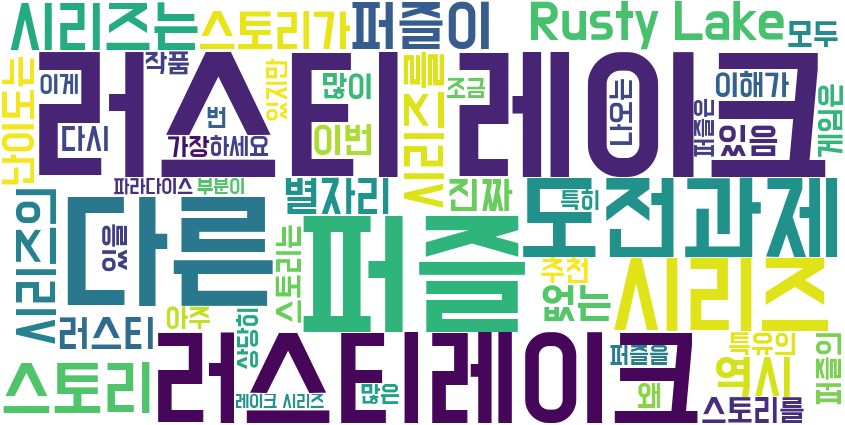 시리즈는
스토리가
퍼즐이
Rusty Lake
모두
작품
이게
있지만
많이
시리즈를
조금
나오는
이해가
난이도는
러스티 레이크
번
다시
가장하세요
이번
퍼즐은
있음
게임은
파라다이스
부분이
별자리
진짜
특히
도전과제
시리즈의
다른
있을
스토리는
퍼즐
추천
없는
시리즈
러스티
아주
상당히
퍼즐을
특유의
퍼즐의
스토리
러스티레이크
레이크 시리즈
많은
왜
역시
스토리를